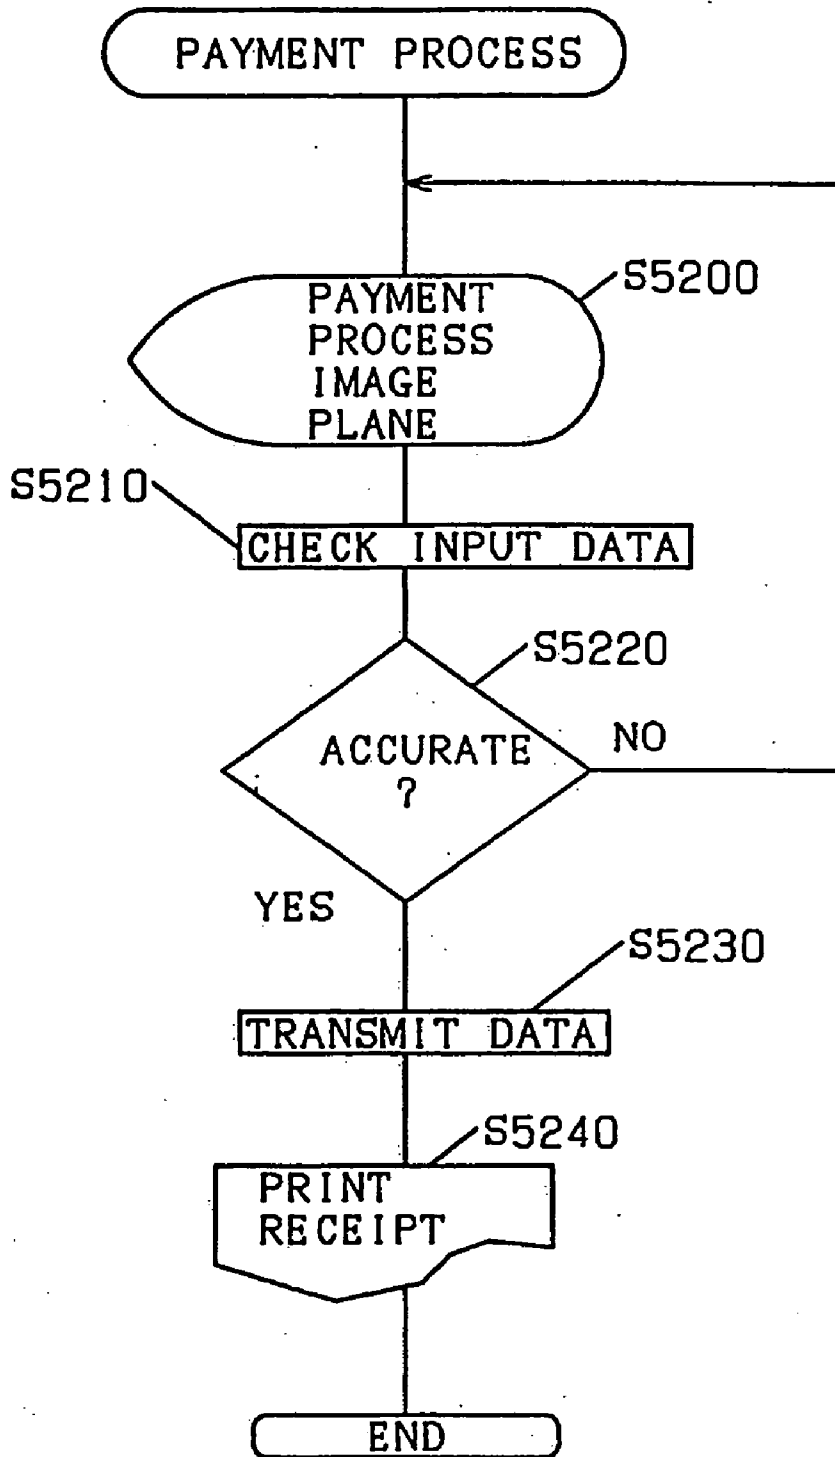 PAYMENT PROCESS
S5200
PAYMENT
PROCESS
IMAGE
PLANE
S5210
CHECK INPUT DATA
S5220
ACCURATE
?
NO
YES
S5230
TRANSMIT DATA
S5240
PRINT
RECEIPT
END